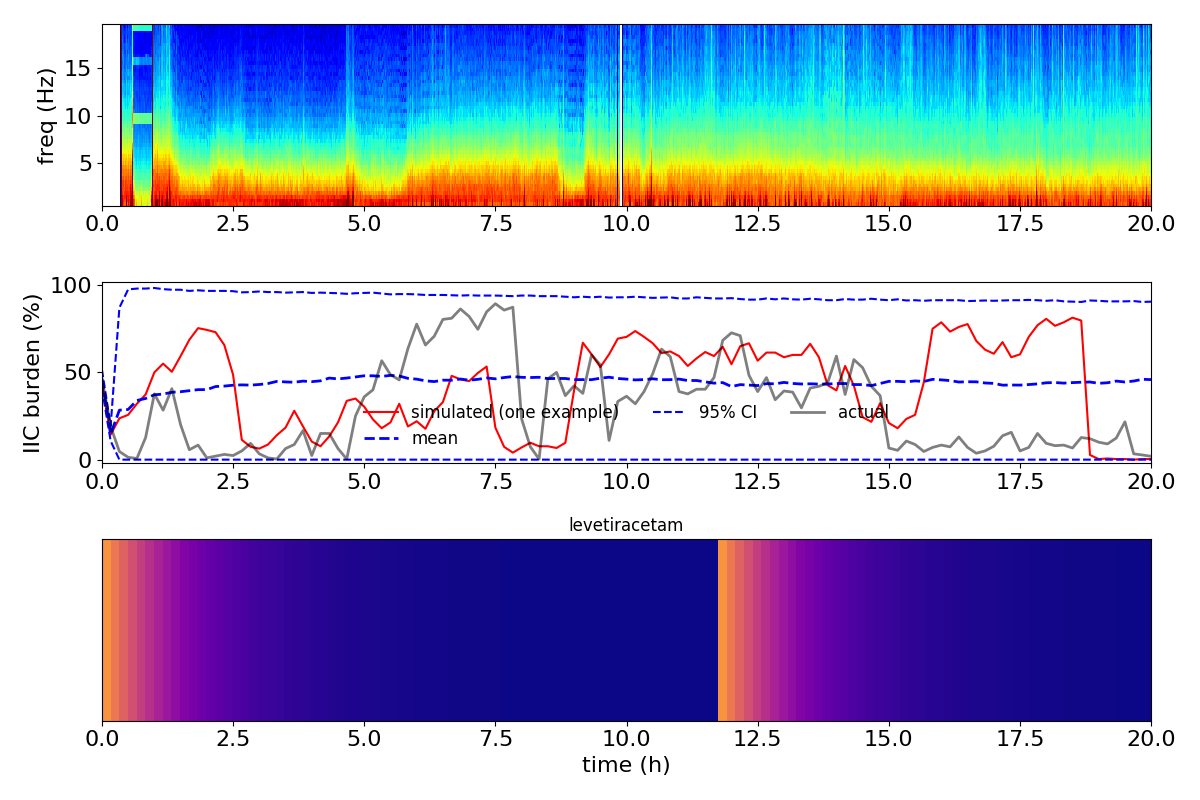 freq (Hz)
15
10
5
0.0 2.5 5.0 7.5 10.0 12.5 15.0 17.5 20.0
IIC burden (%)
100
50
0
simulated (one example) 95% CI actual
mean
0.0 2.5 5.0 7.5 10.0 12.5 15.0 17.5 20.0
levetiracetam
0.0 2.5 5.0 7.5 10.0 12.5 15.0 17.5 20.0
time (h)